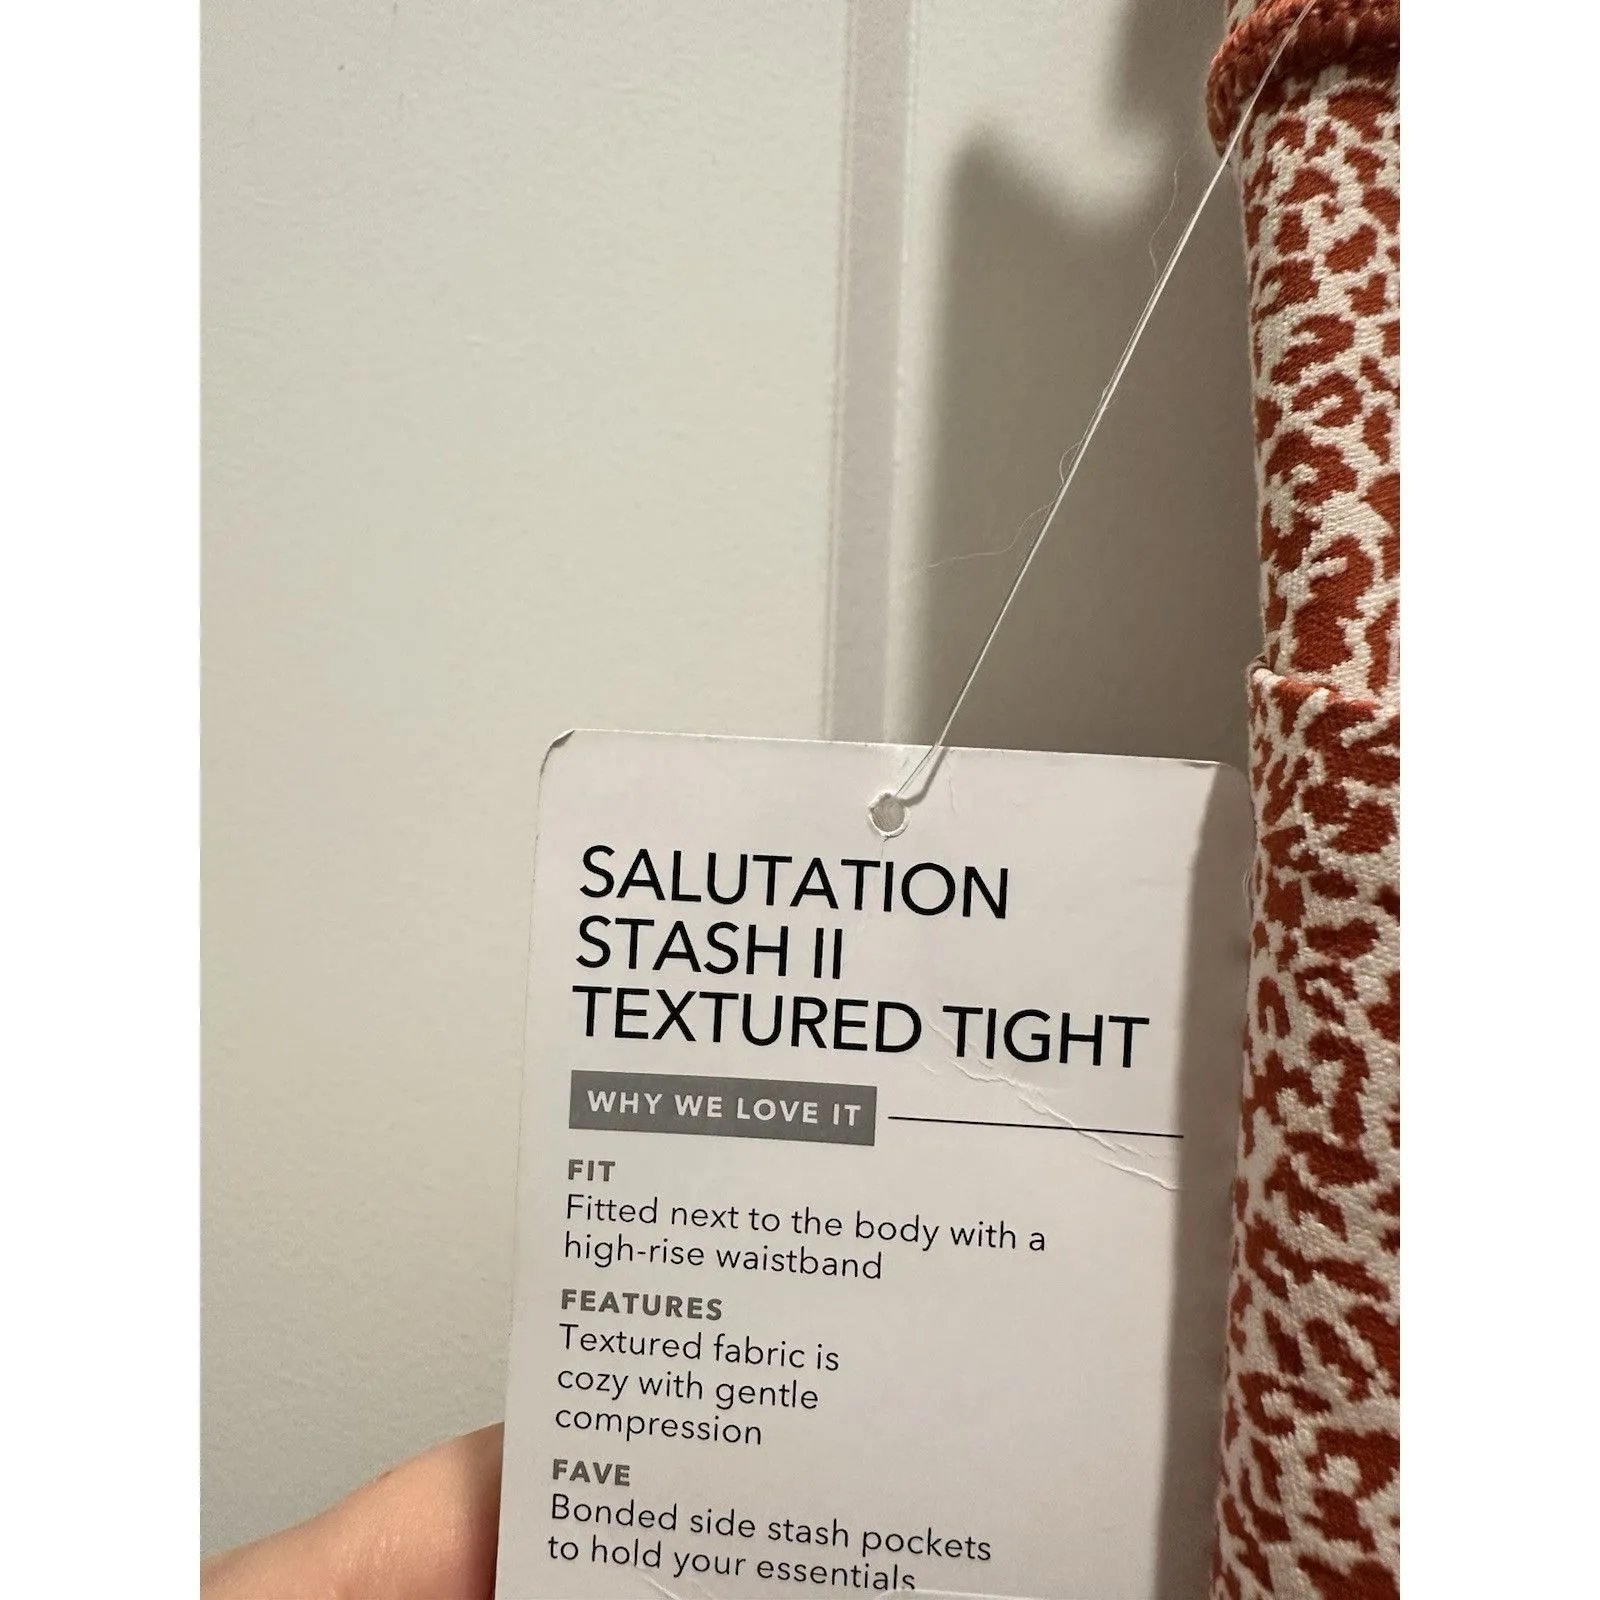 SALUTATION
STASH II
TEXTURED TIGHT
WHY WE LOVE IT
FIT
Fitted next to the body with a
high-rise waistband
FEATURES
Textured fabric is
cozy with gentle
compression
FAVE
Bonded side stash pockets
to hold your essentials